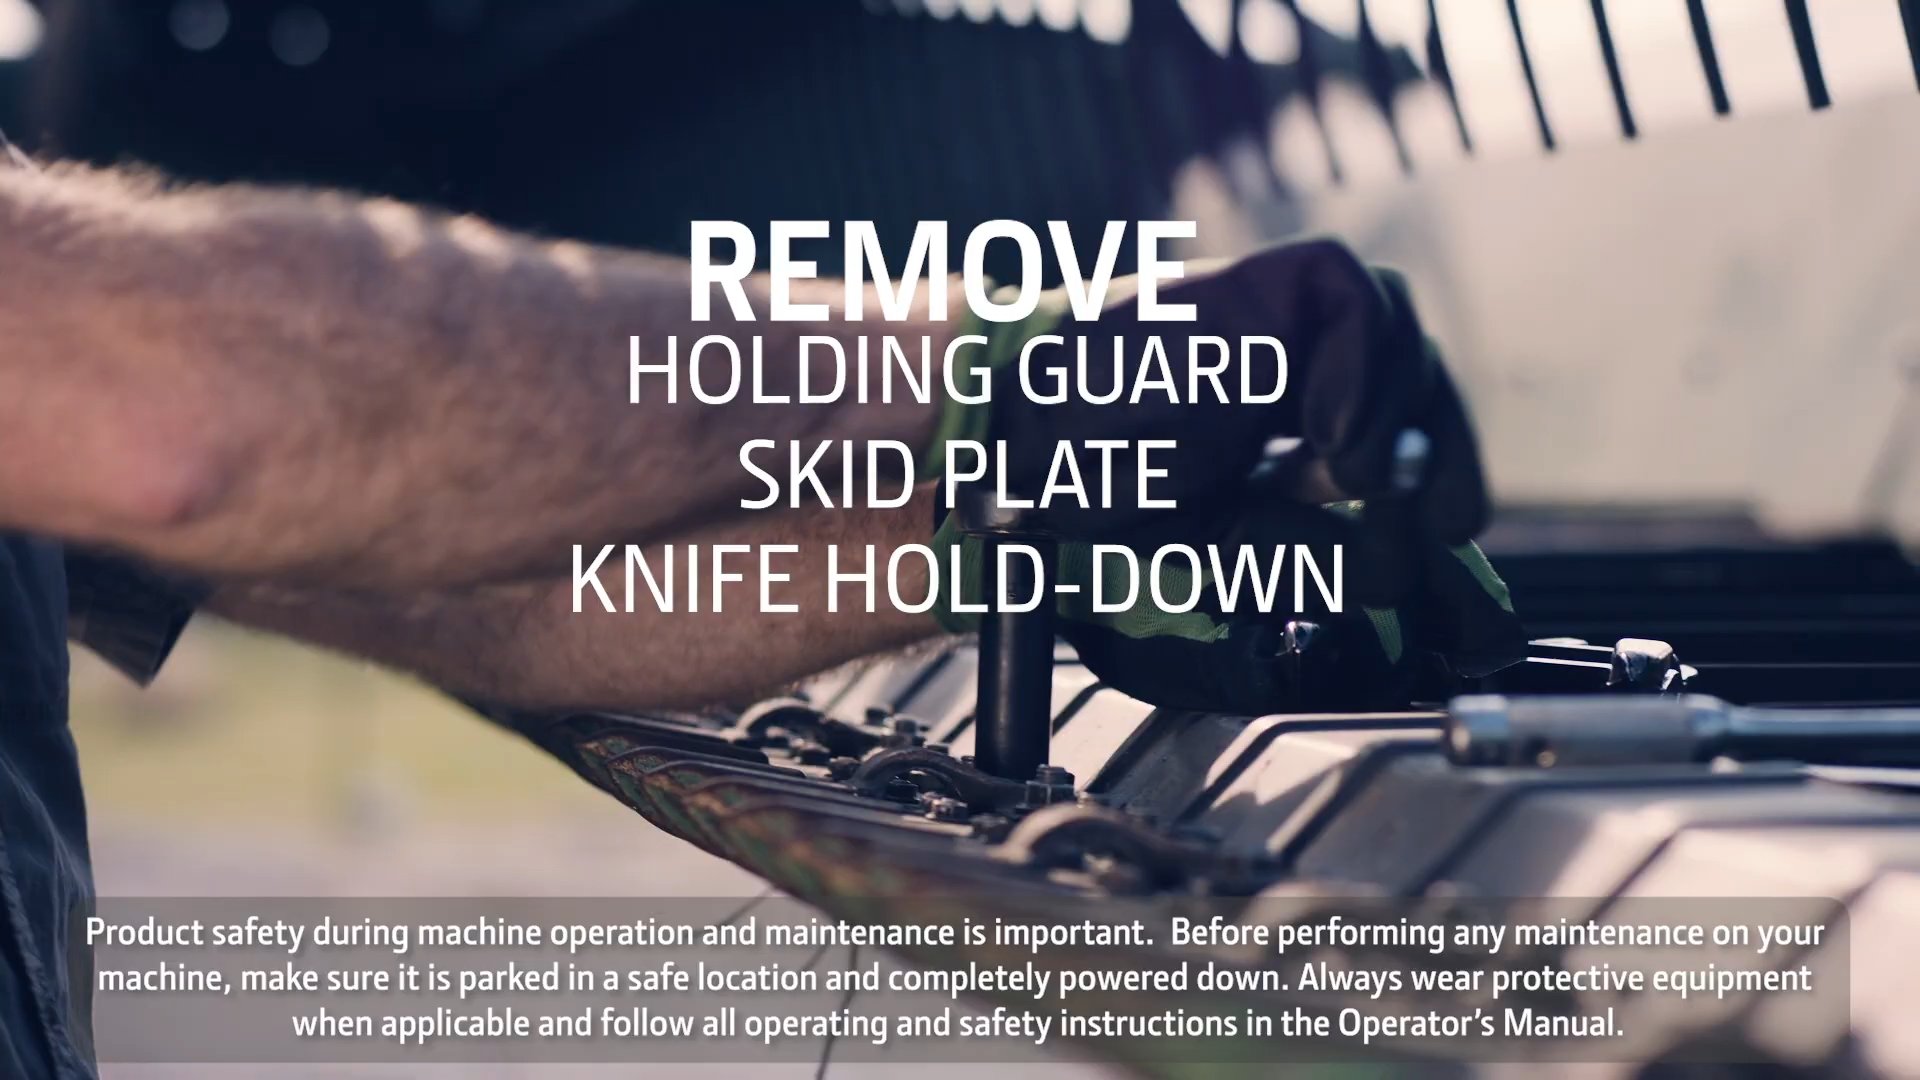 REMOVE
HOLDING GUARD
SKID PLATE
KNIFE HOLD-DOWN
Product safety during machine operation and maintenance is important.  Before performing any maintenance on your
machine, make sure it is parked in a safe location and completely powered down. Always wear protective equipment
when applicable and follow all operating and safety instructions in the Operator’s Manual.